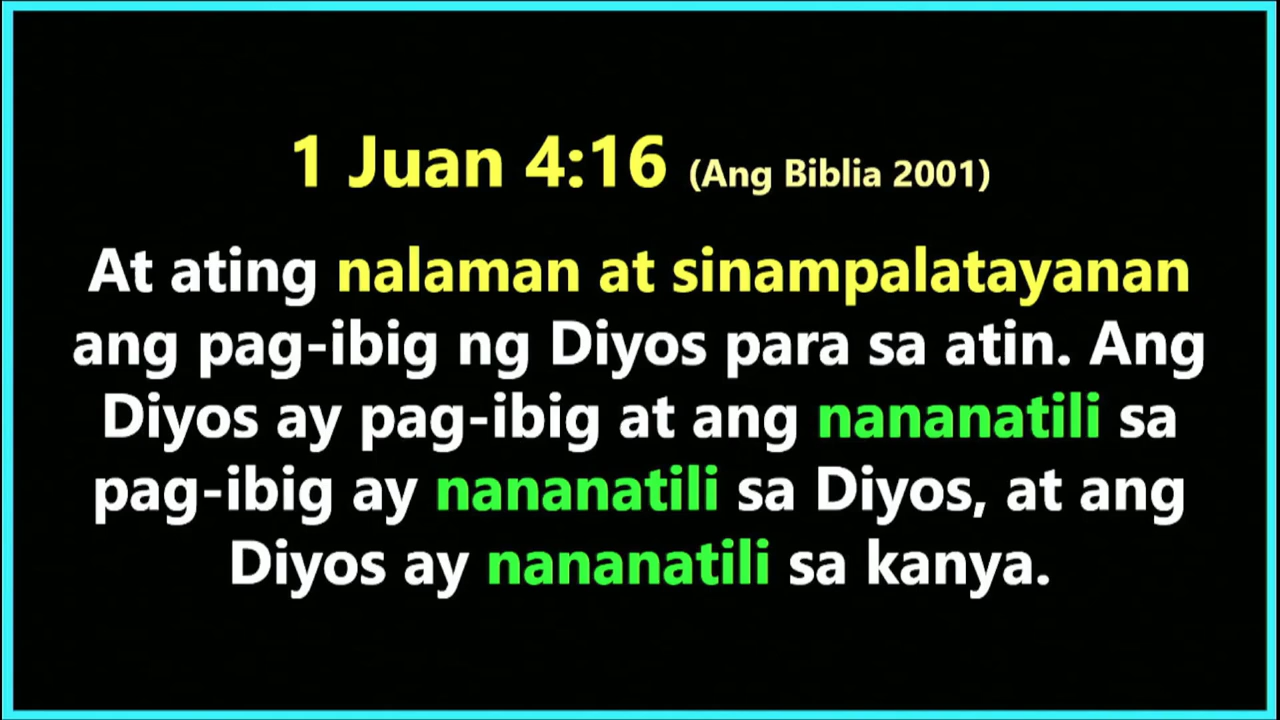 1 Juan 4:16 (Ang Biblia 2001)
At ating nalaman at sinampalatayanan
ang pag-ibig ng Diyos para sa atin. Ang
Diyos ay pag-ibig at ang nananatili sa
pag-ibig ay nananatili sa Diyos, at ang
Diyos ay nananatili sa kanya.